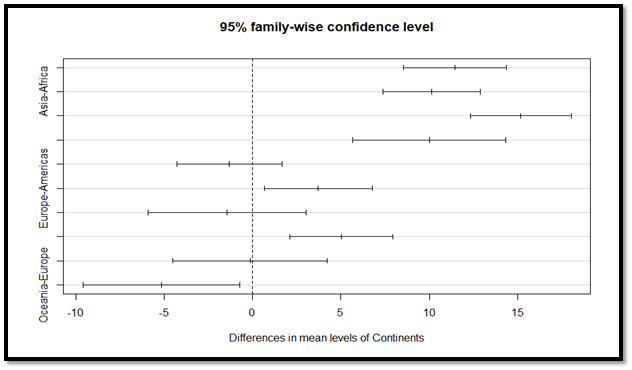 95% family-wise confidence level
Asia-Africa
Europe-Americas
Oceania-Europe
-10 -5 0 5 10 15
Differences in mean levels of Continents